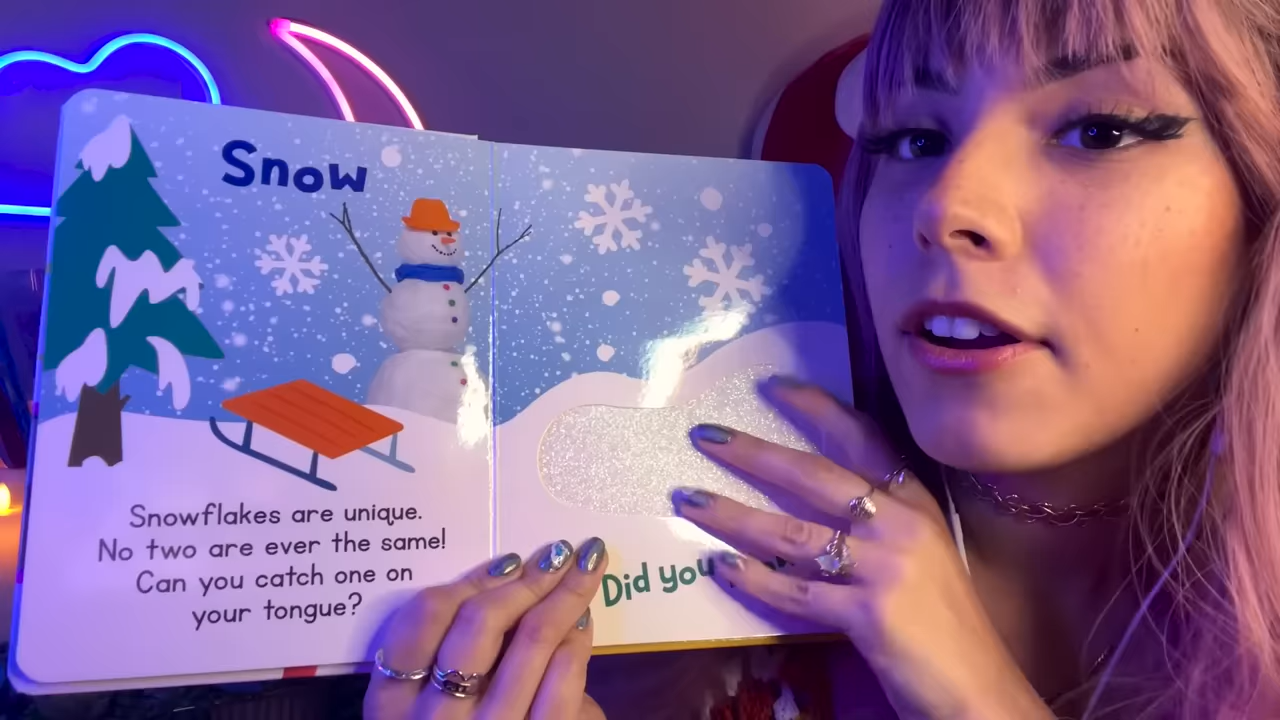 Snow
Snowflakes are unique.
No two are ever the same!
Can you catch one on
your tongue?
Did you